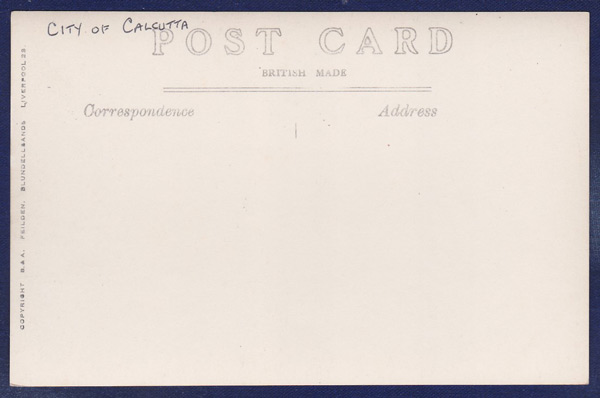 CITY OF CALCUTTA
POST CARD
BRITISH MADE
Correspondence
Address
COPYRIGHT B.& A. FEILDEN, BLUNDELLSANDS LIVERPOOL 23.